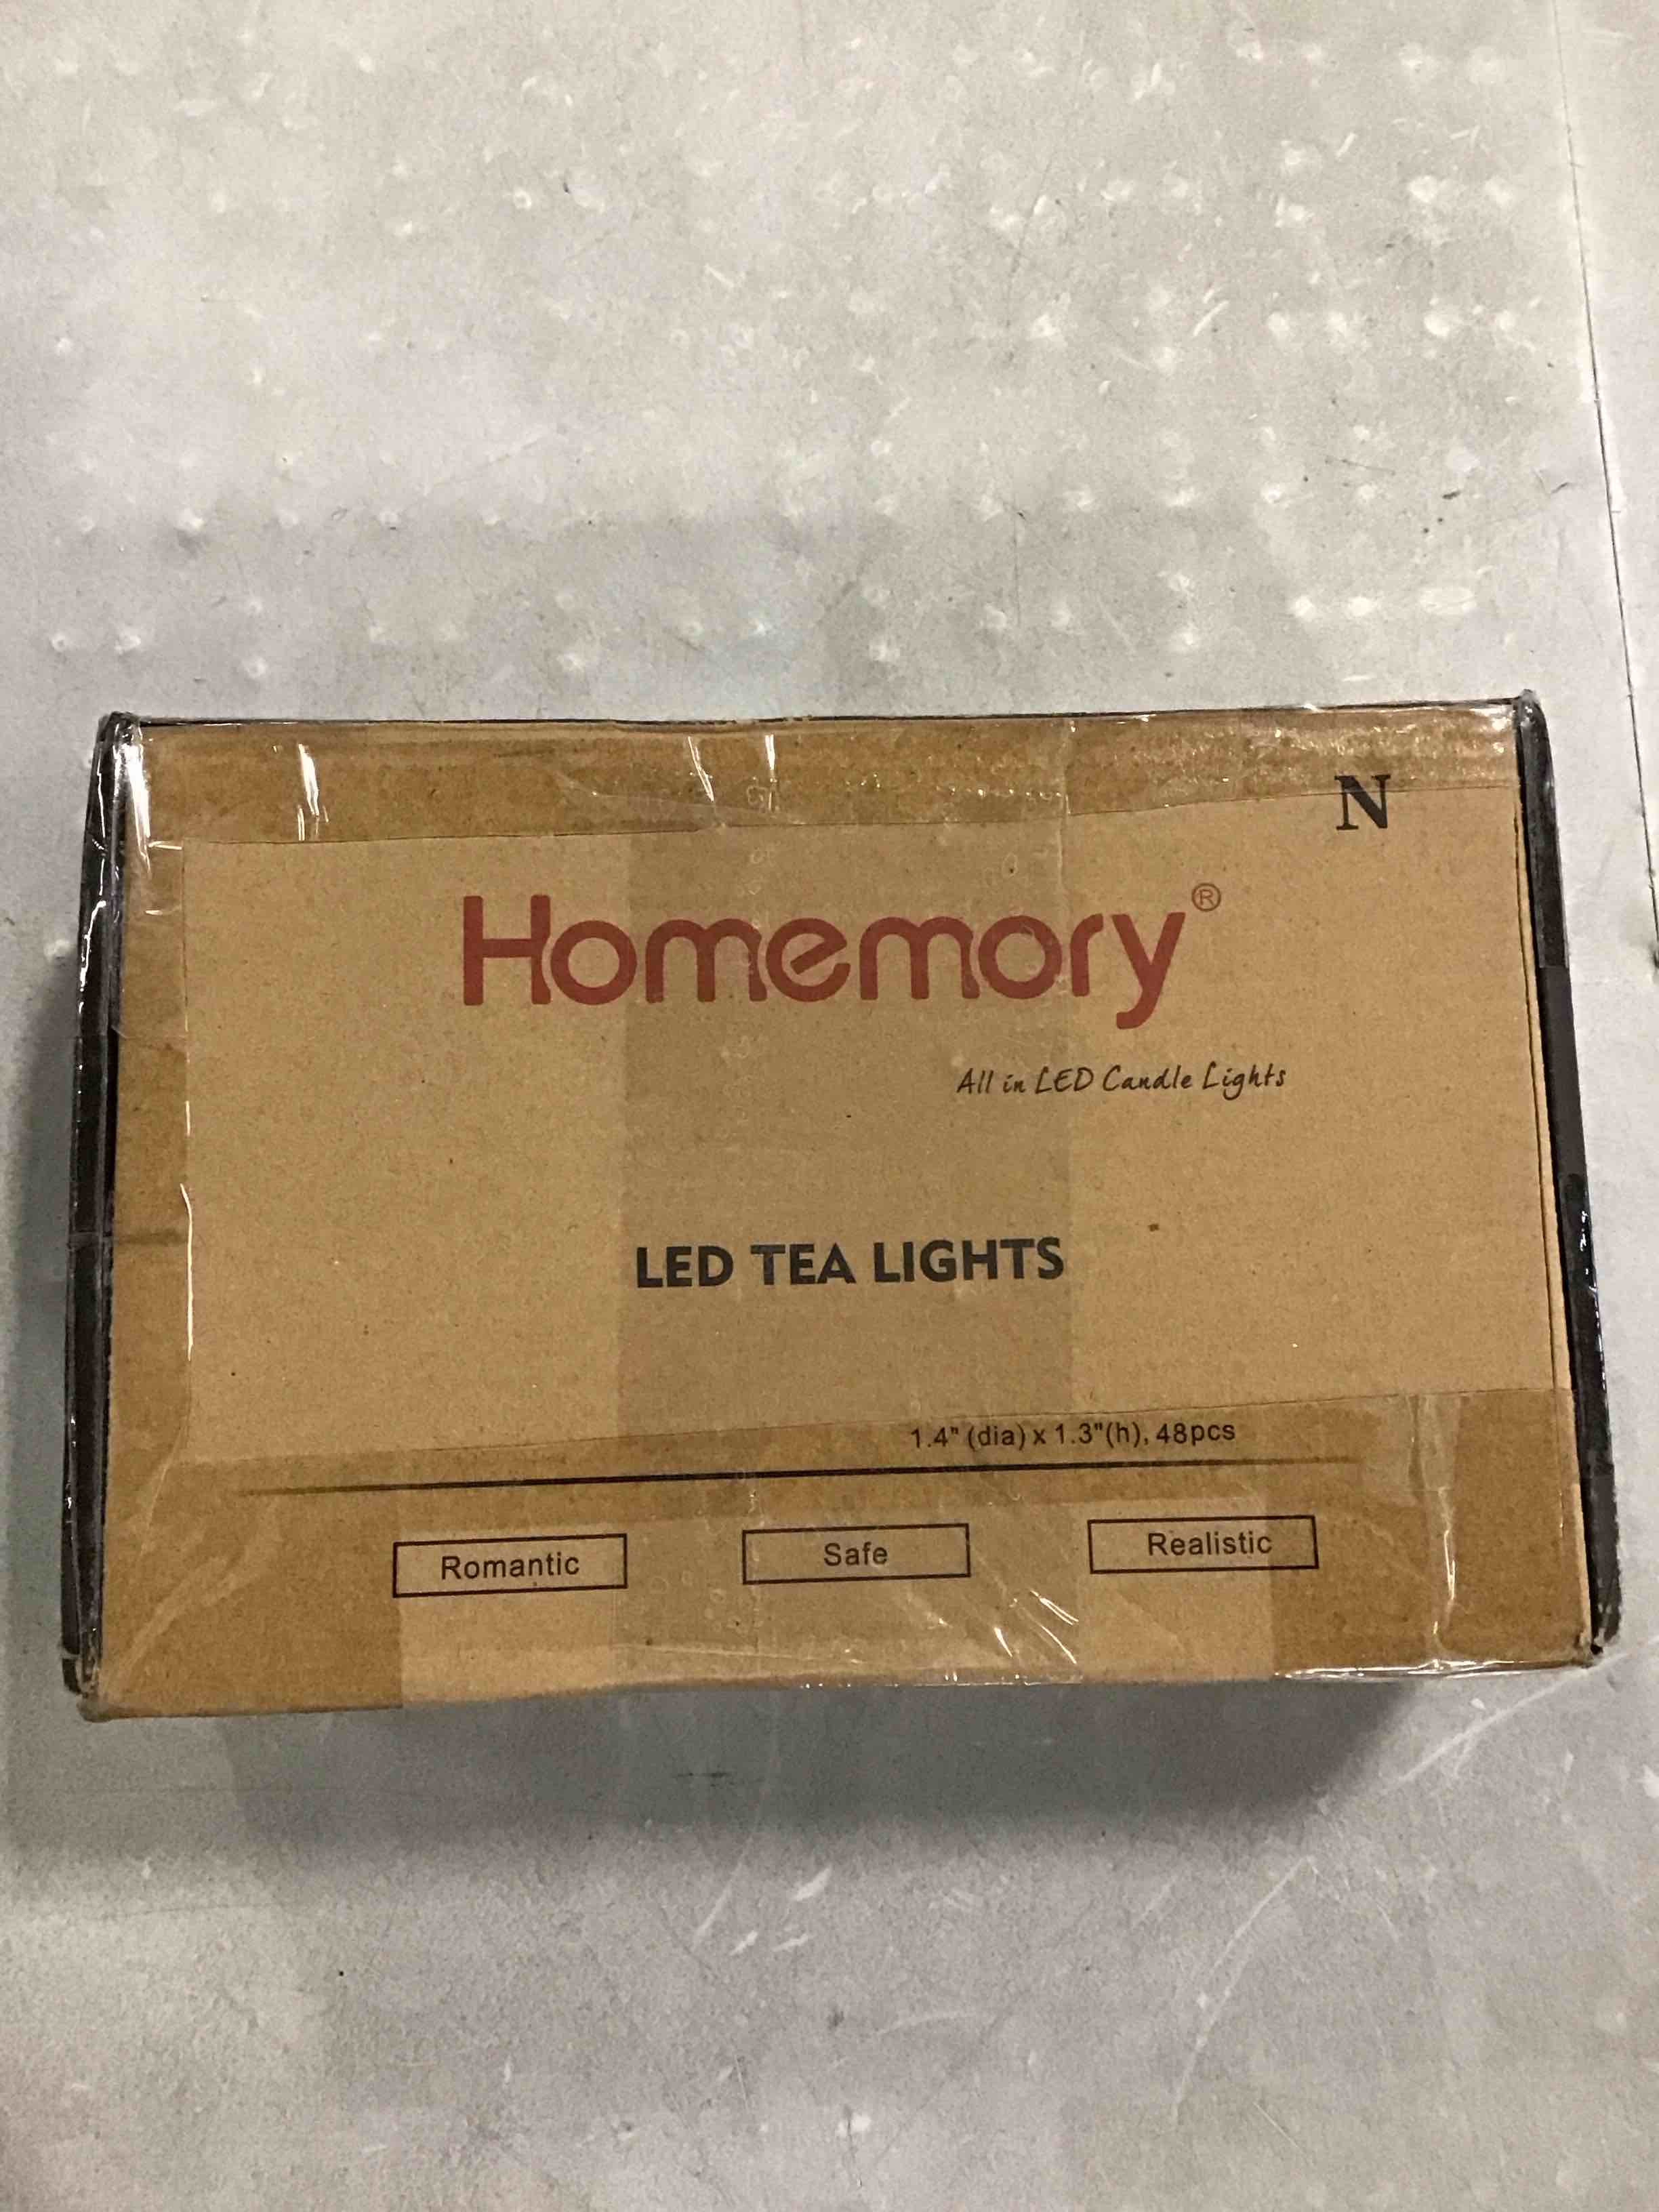 N
Homemory®
All in LED Candle Lights
LED TEA LIGHTS
1.4" (dia) x 1.3"(h), 48pcs
Romantic Safe Realistic